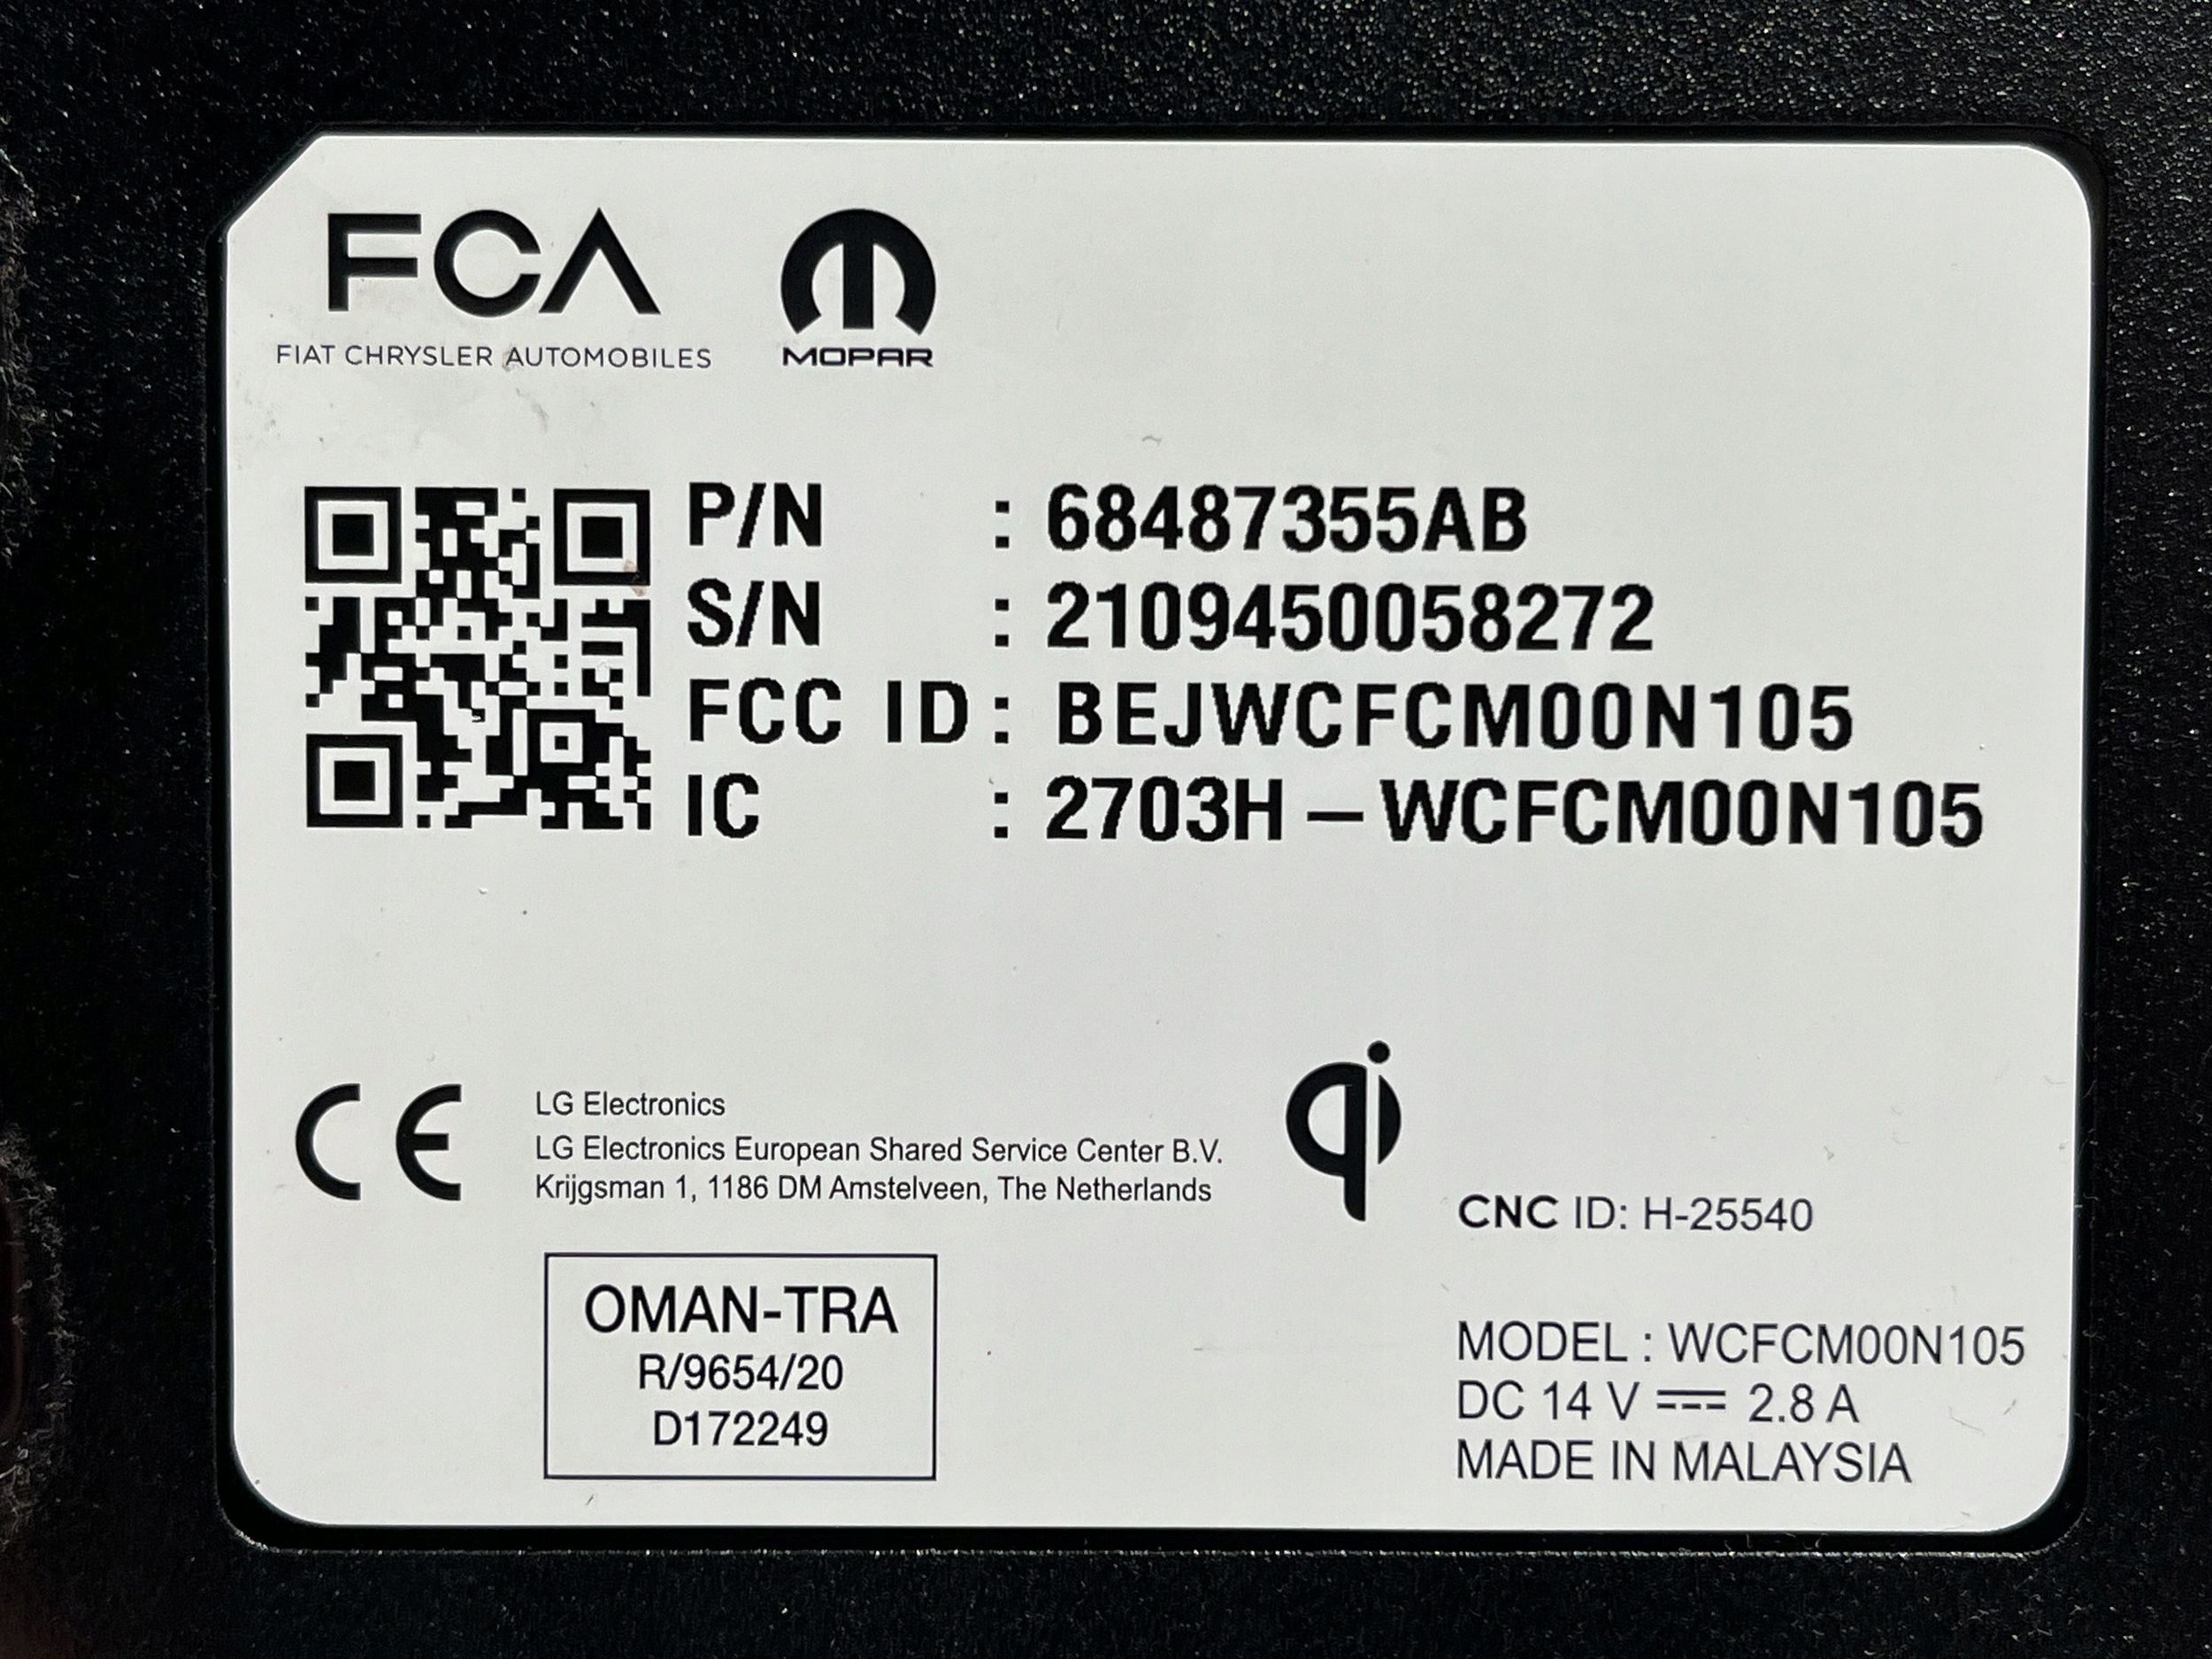 FCA
FIAT CHRYSLER AUTOMOBILES
MOPAR
P/N : 68487355AB
S/N : 2109450058272
FCC ID : BEJWCFCM00N105
IC : 2703H – WCFCM00N105
CE
LG Electronics
LG Electronics European Shared Service Center B.V.
Krijgsman 1, 1186 DM Amstelveen, The Netherlands
qi
CNC ID: H-25540
OMAN-TRA
R/9654/20
D172249
MODEL : WCFCM00N105
DC 14 V ⎓ 2.8 A
MADE IN MALAYSIA